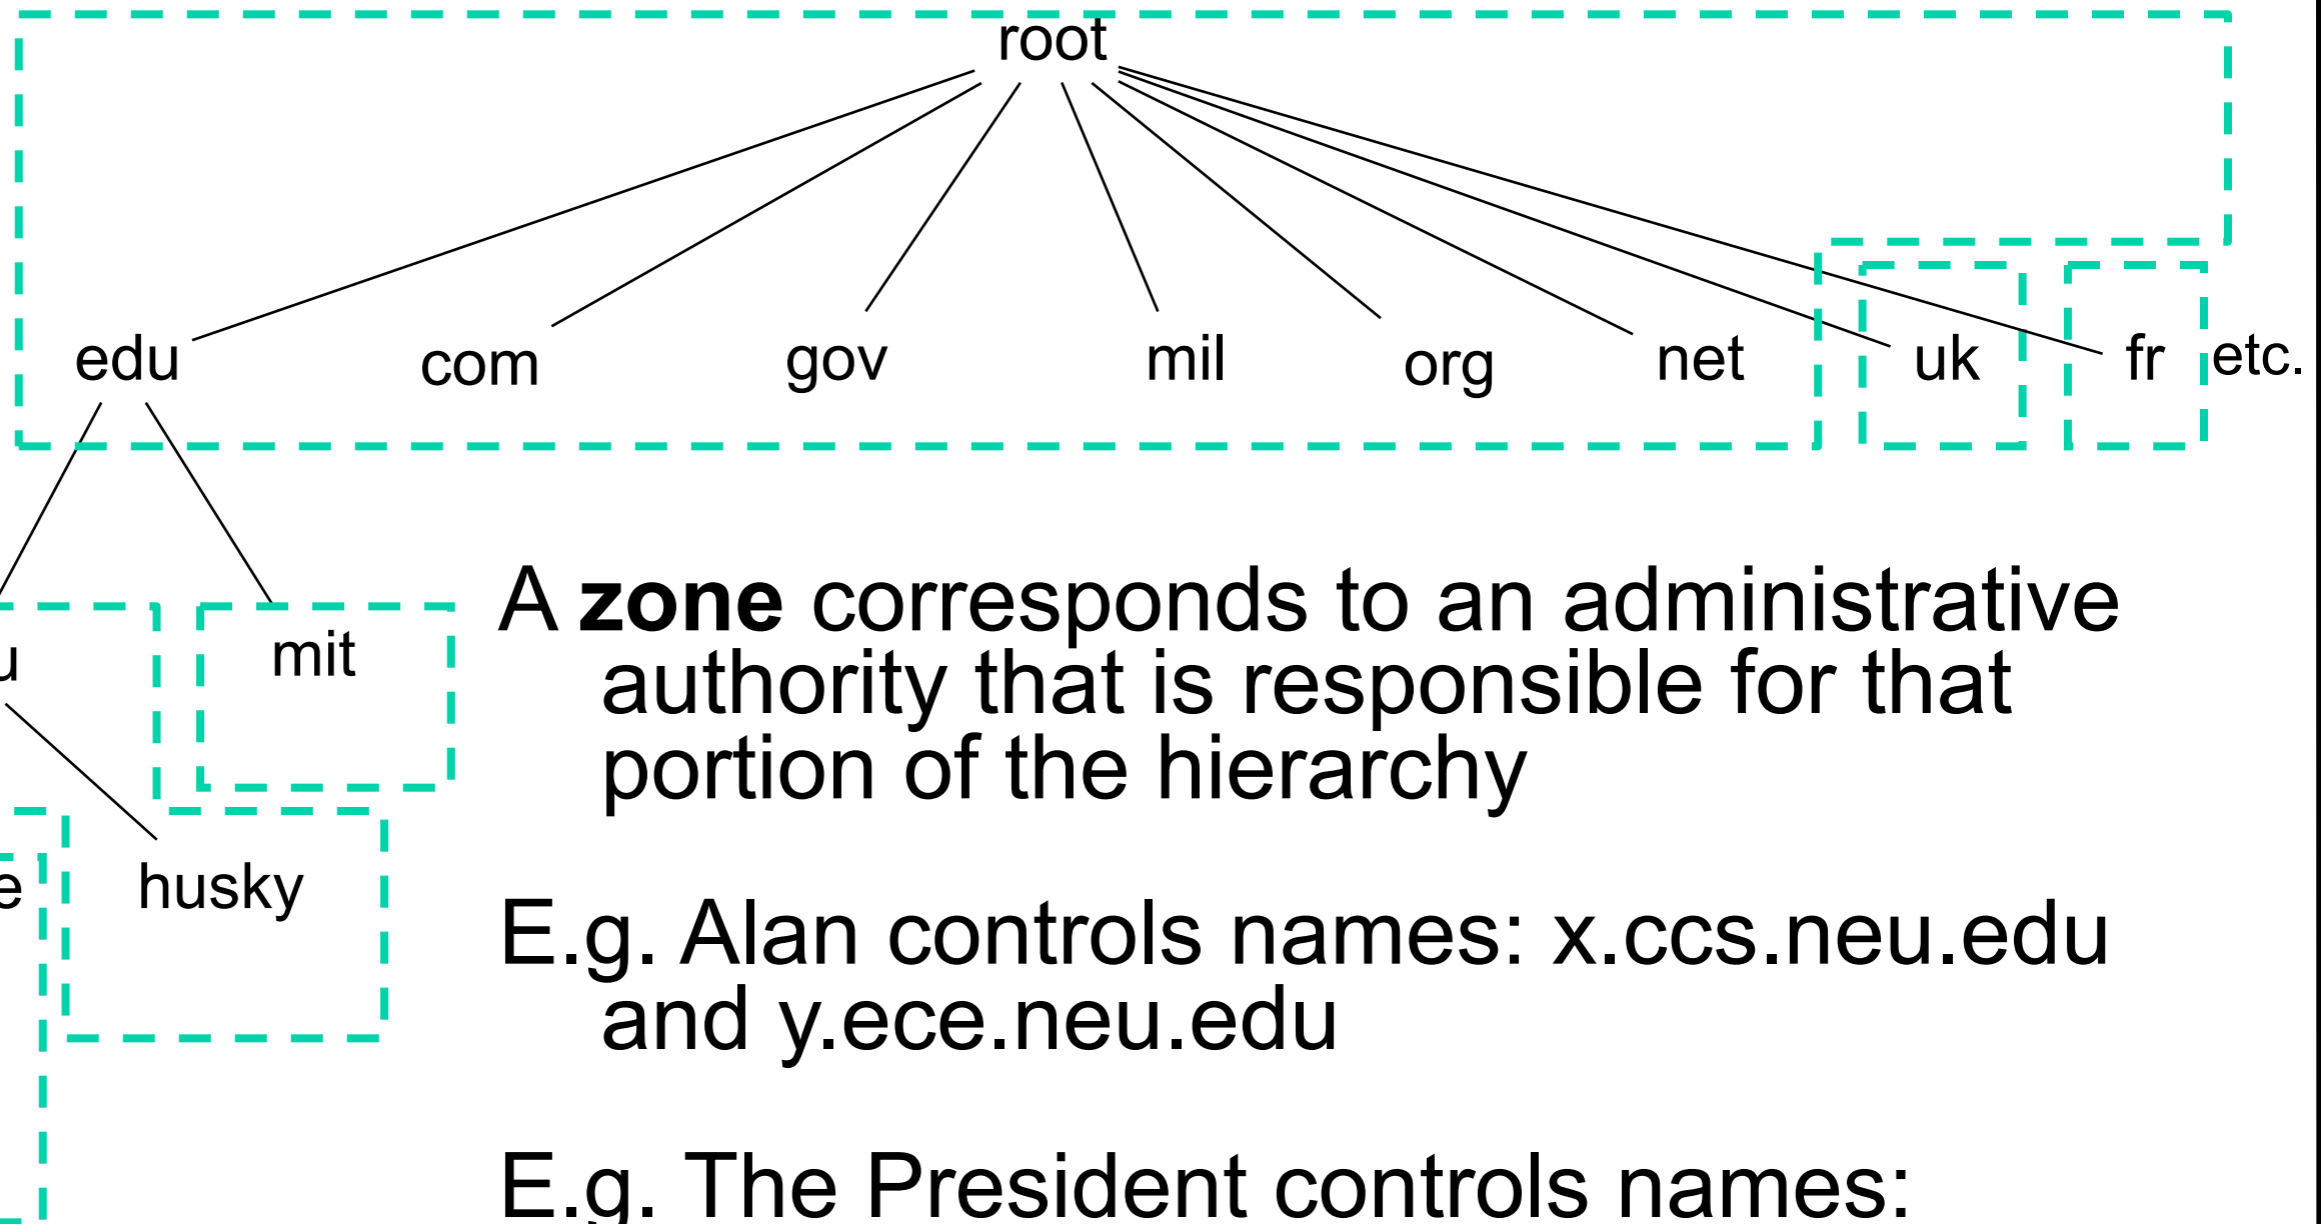 root
edu com gov mil org net uk fr etc.
u mit
e husky
A zone corresponds to an administrative
authority that is responsible for that
portion of the hierarchy
E.g. Alan controls names: x.ccs.neu.edu
and y.ece.neu.edu
E.g. The President controls names: